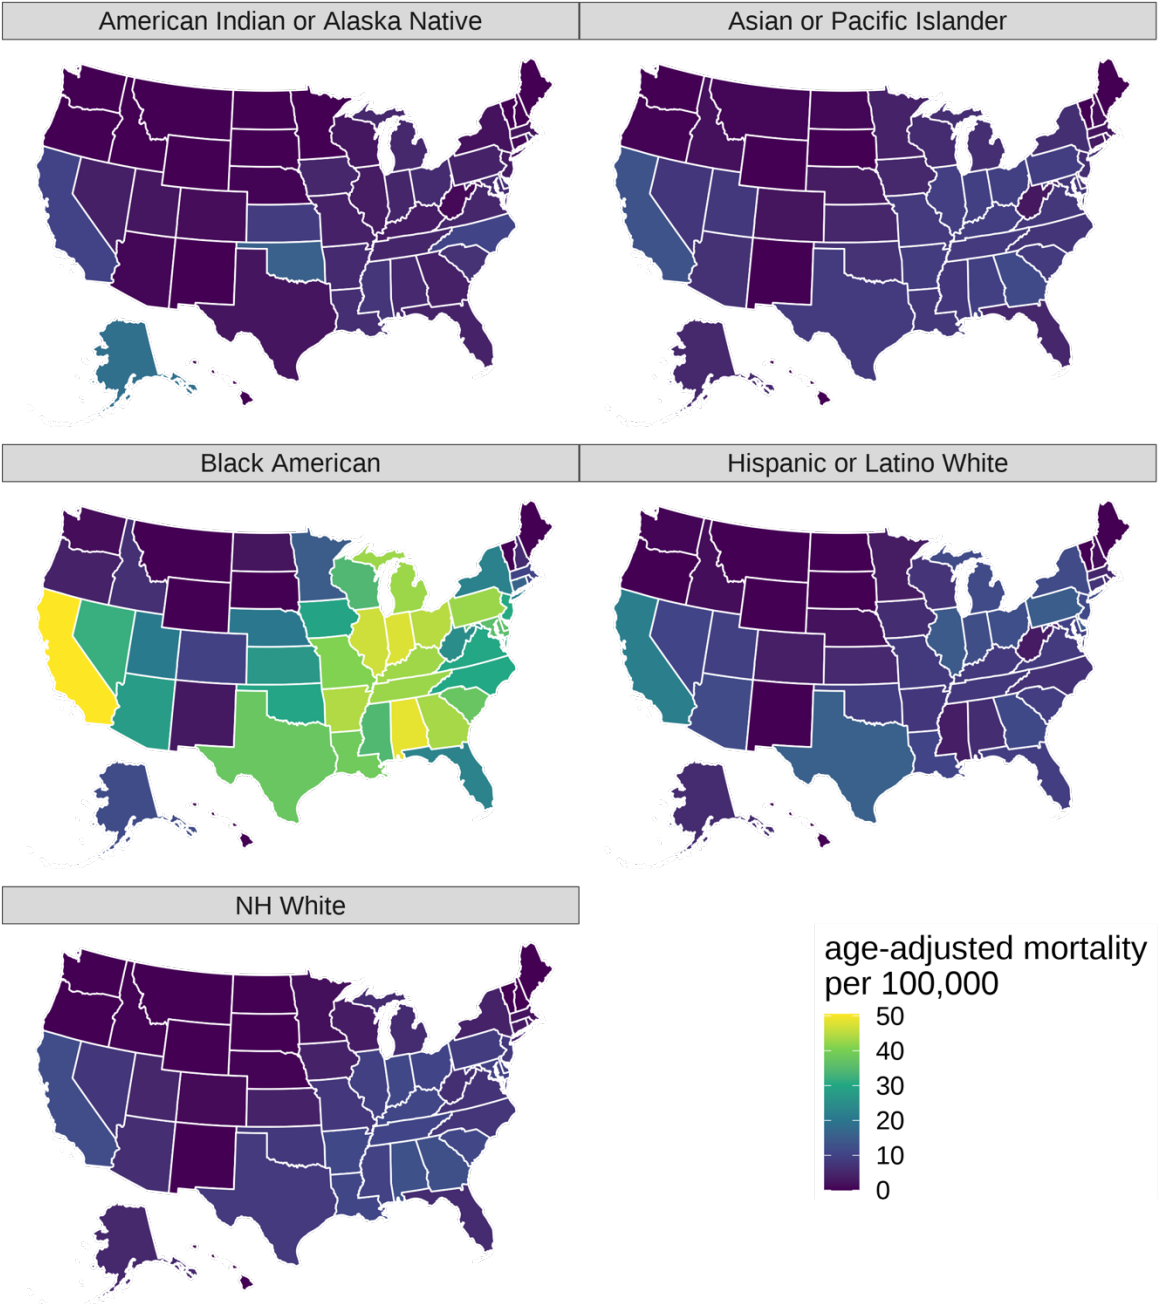 American Indian or Alaska Native
Asian or Pacific Islander
Black American
Hispanic or Latino White
NH White
age-adjusted mortality
per 100,000
50
40
30
20
10
0